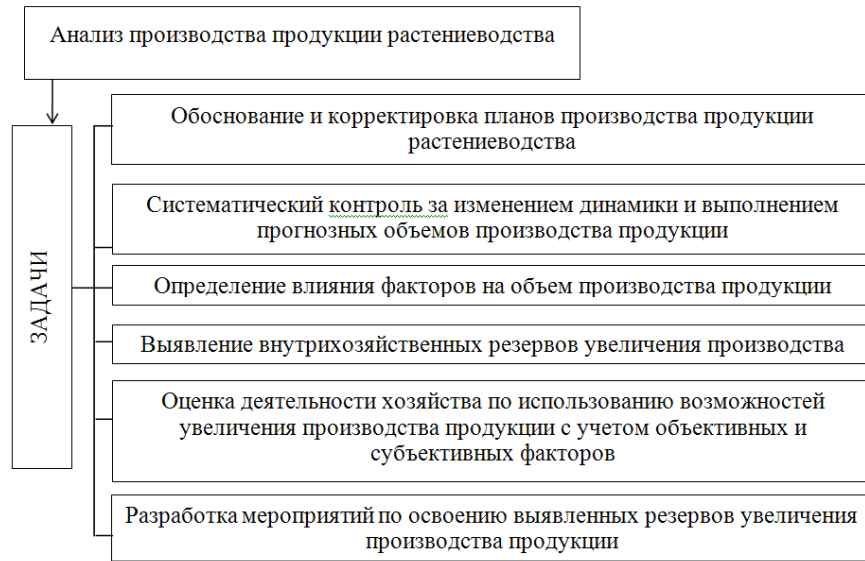 Анализ производства продукции растениеводства
ЗАДАЧИ
Обоснование и корректировка планов производства продукции
растениеводства
Систематический контроль за изменением динамики и выполнением
прогнозных объемов производства продукции
Определение влияния факторов на объем производства продукции
Выявление внутрихозяйственных резервов увеличения производства
Оценка деятельности хозяйства по использованию возможностей
увеличения производства продукции с учетом объективных и
субъективных факторов
Разработка мероприятий по освоению выявленных резервов увеличения
производства продукции